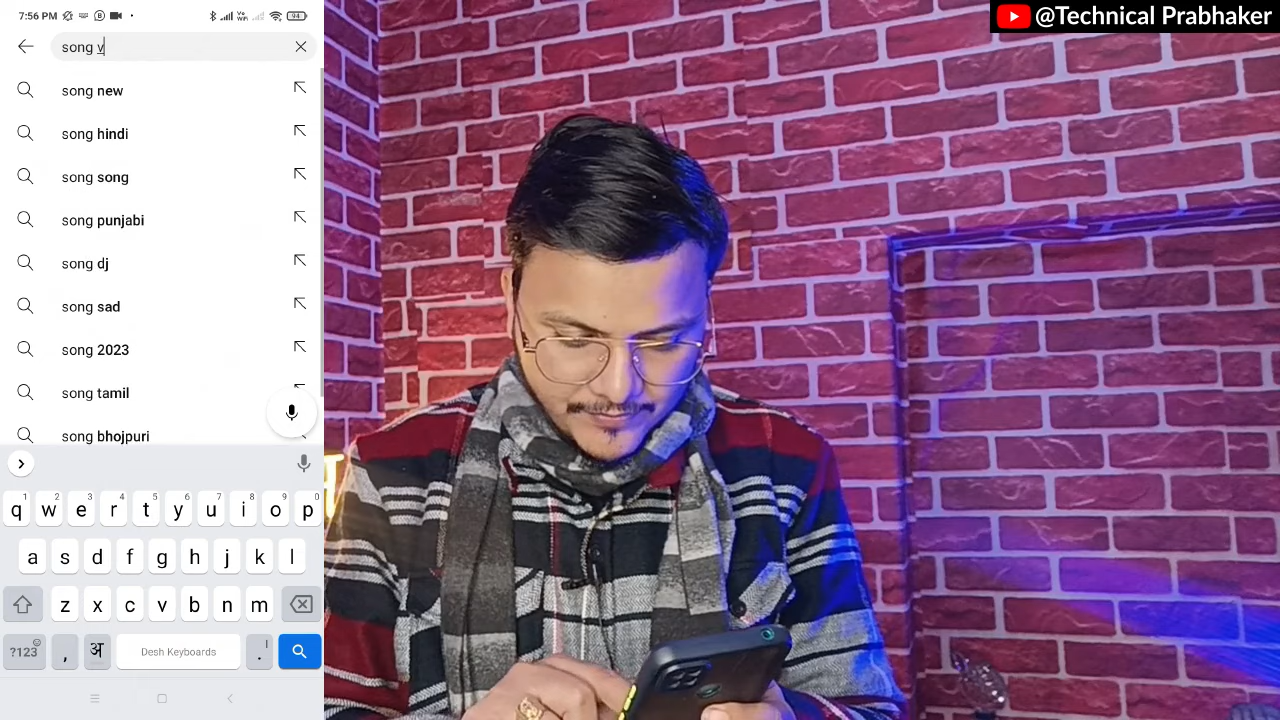 7:56 PM
94
@Technical Prabhaker
song v
song new
song hindi
song song
song punjabi
song dj
song sad
song 2023
song tamil
song bhojpuri
1 2 3 4 5 6 7 8 9 0
q w e r t y u i o p
a s d f g h j k l
z x c v b n m
?123 , अ Desh Keyboards .